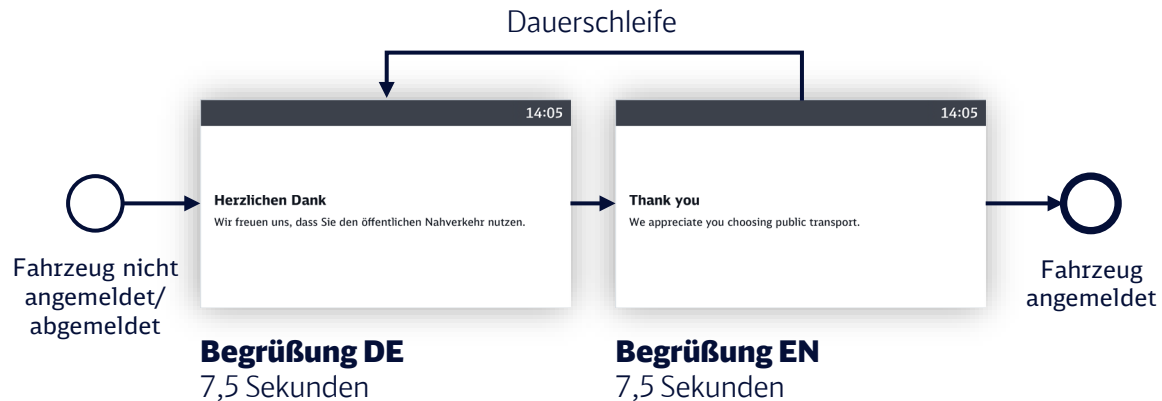 Dauerschleife
14:05
Herzlichen Dank
Wir freuen uns, dass Sie den öffentlichen Nahverkehr nutzen.
14:05
Thank you
We appreciate you choosing public transport.
Fahrzeug nicht
angemeldet/
abgemeldet
Fahrzeug
angemeldet
Begrüßung DE
7,5 Sekunden
Begrüßung EN
7,5 Sekunden